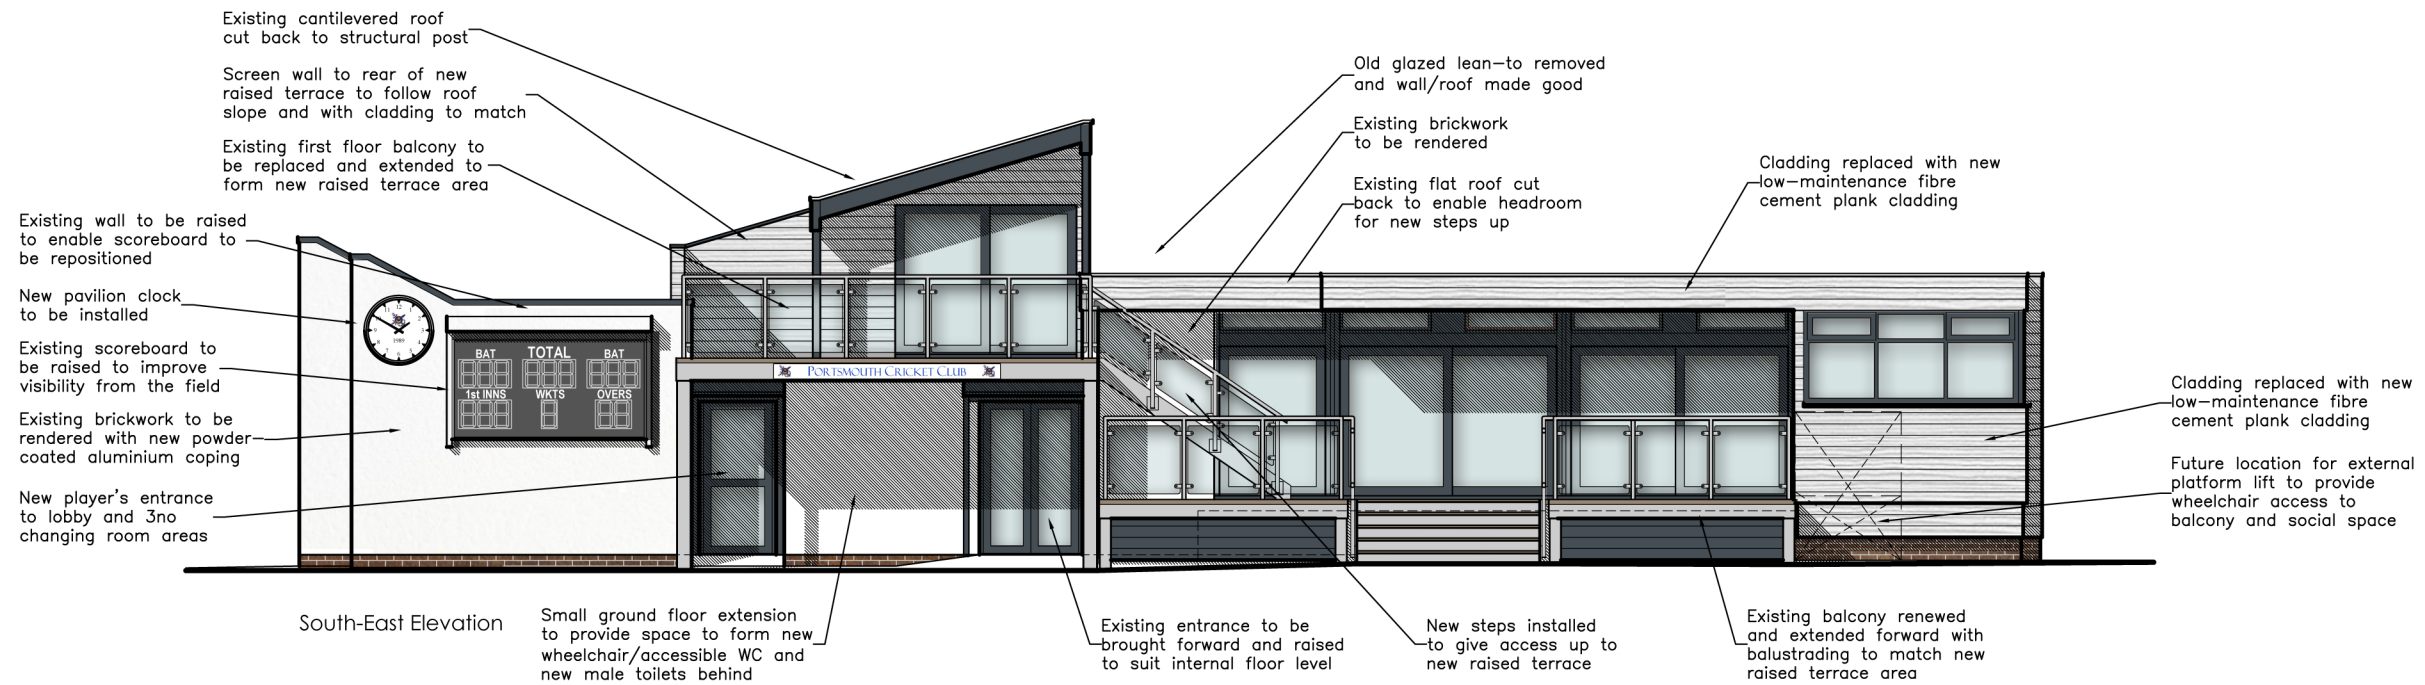 Existing cantilevered roof
cut back to structural post
Screen wall to rear of new
raised terrace to follow roof
slope and with cladding to match
Existing first floor balcony to
be replaced and extended to
form new raised terrace area
Existing wall to be raised
to enable scoreboard to
be repositioned
New pavilion clock
to be installed
Existing scoreboard to
be raised to improve
visibility from the field
Existing brickwork to be
rendered with new powder
coated aluminium coping
New player's entrance
to lobby and 3no
changing room areas
Old glazed lean-to removed
and wall/roof made good
Existing brickwork
to be rendered
Existing flat roof cut
back to enable headroom
for new steps up
Cladding replaced with new
low-maintenance fibre
cement plank cladding
Cladding replaced with new
low-maintenance fibre
cement plank cladding
Future location for external
platform lift to provide
wheelchair access to
balcony and social space
12
1989
BAT TOTAL BAT
1st INNS WKTS OVERS
PORTSMOUTH CRICKET CLUB
South-East Elevation
Small ground floor extension
to provide space to form new
wheelchair/accessible WC and
new male toilets behind
Existing entrance to be
brought forward and raised
to suit internal floor level
New steps installed
to give access up to
new raised terrace
Existing balcony renewed
and extended forward with
balustrading to match new
raised terrace area